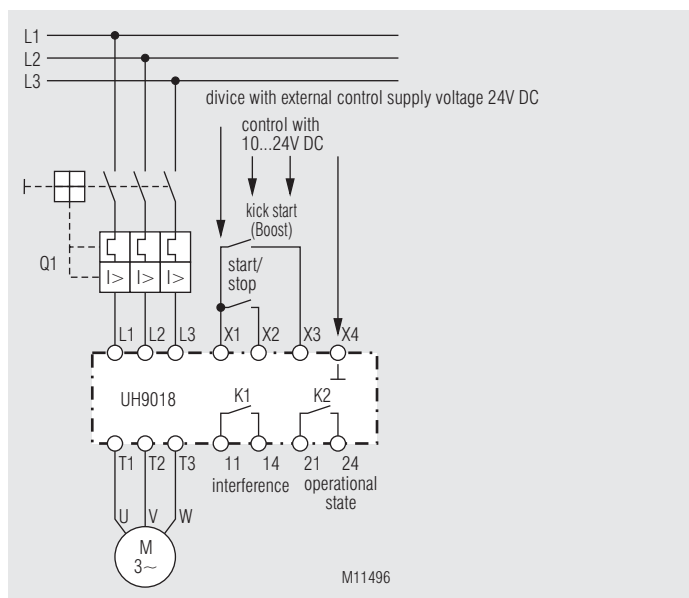 L1
L2
L3
divice with external control supply voltage 24V DC
control with
10...24V DC
kick start
(Boost)
start/
stop
Q1
I> I> I>
L1 L2 L3 X1 X2 X3 X4
UH9018
K1 K2
T1 T2 T3 11 14 21 24
interference
operational
state
U V W
M
3~
M11496